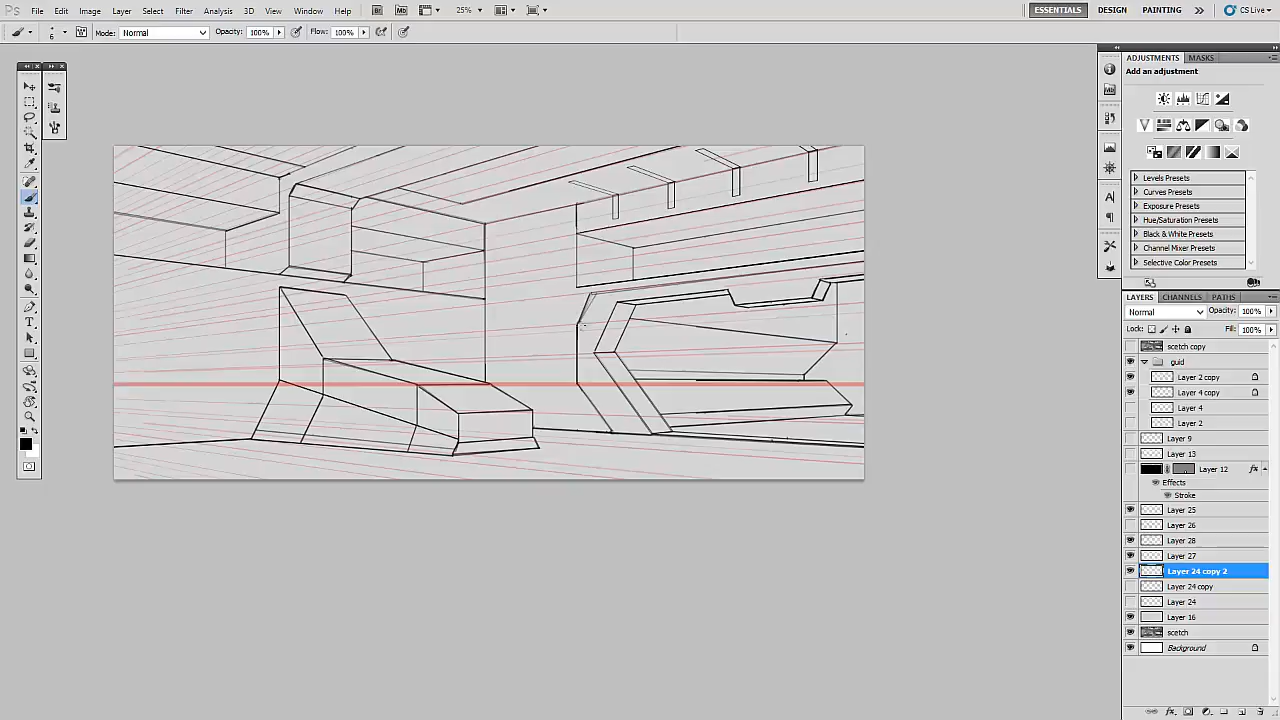 PS File Edit Image Layer Select Filter Analysis 3D View Window Help Br Mb 25% ESSENTIALS DESIGN PAINTING CS Live
6 Mode: Normal Opacity: 100% Flow: 100%
ADJUSTMENTS MASKS
Add an adjustment
Levels Presets
Curves Presets
Exposure Presets
Hue/Saturation Presets
Black & White Presets
Channel Mixer Presets
Selective Color Presets
LAYERS CHANNELS PATHS
Normal Opacity: 100%
Lock: Fill: 100%
scetch copy
guid
Layer 2 copy
Layer 4 copy
Layer 4
Layer 2
Layer 9
Layer 13
Layer 12 fx
Effects
Stroke
Layer 25
Layer 26
Layer 28
Layer 27
Layer 24 copy 2
Layer 24 copy
Layer 24
Layer 16
scetch
Background